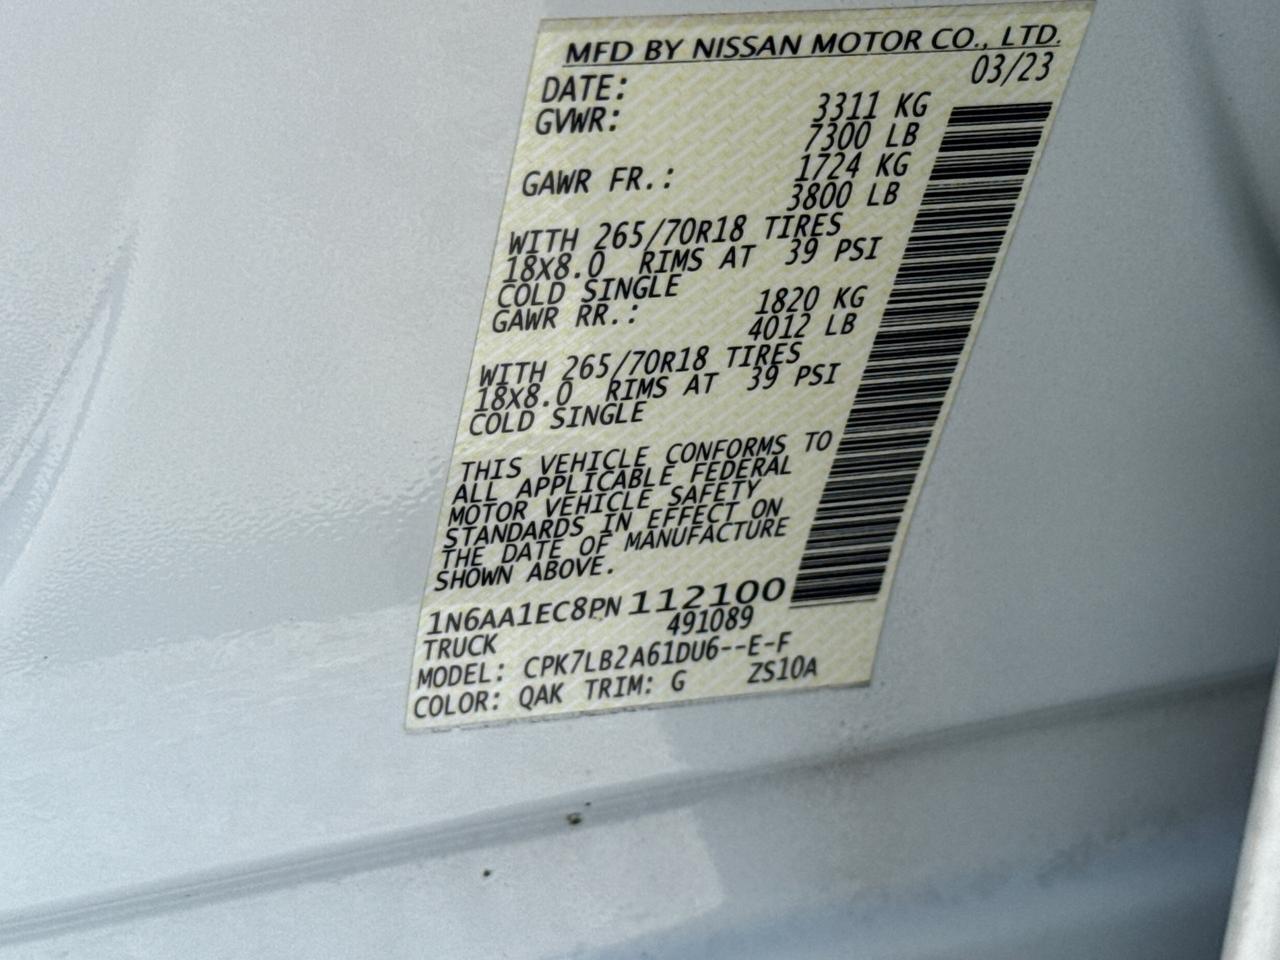 MFD BY NISSAN MOTOR CO., LTD.
DATE: 03/23
GVWR: 3311 KG
7300 LB
GAWR FR.: 1724 KG
3800 LB
WITH 265/70R18 TIRES
18X8.0 RIMS AT 39 PSI
COLD SINGLE
GAWR RR.: 1820 KG
4012 LB
WITH 265/70R18 TIRES
18X8.0 RIMS AT 39 PSI
COLD SINGLE
THIS VEHICLE CONFORMS TO
ALL APPLICABLE FEDERAL
MOTOR VEHICLE SAFETY
STANDARDS IN EFFECT ON
THE DATE OF MANUFACTURE
SHOWN ABOVE.
1N6AA1EC8PN112100
TRUCK 491089
MODEL: CPK7LB2A61DU6--E-F
COLOR: QAK TRIM: G ZS10A